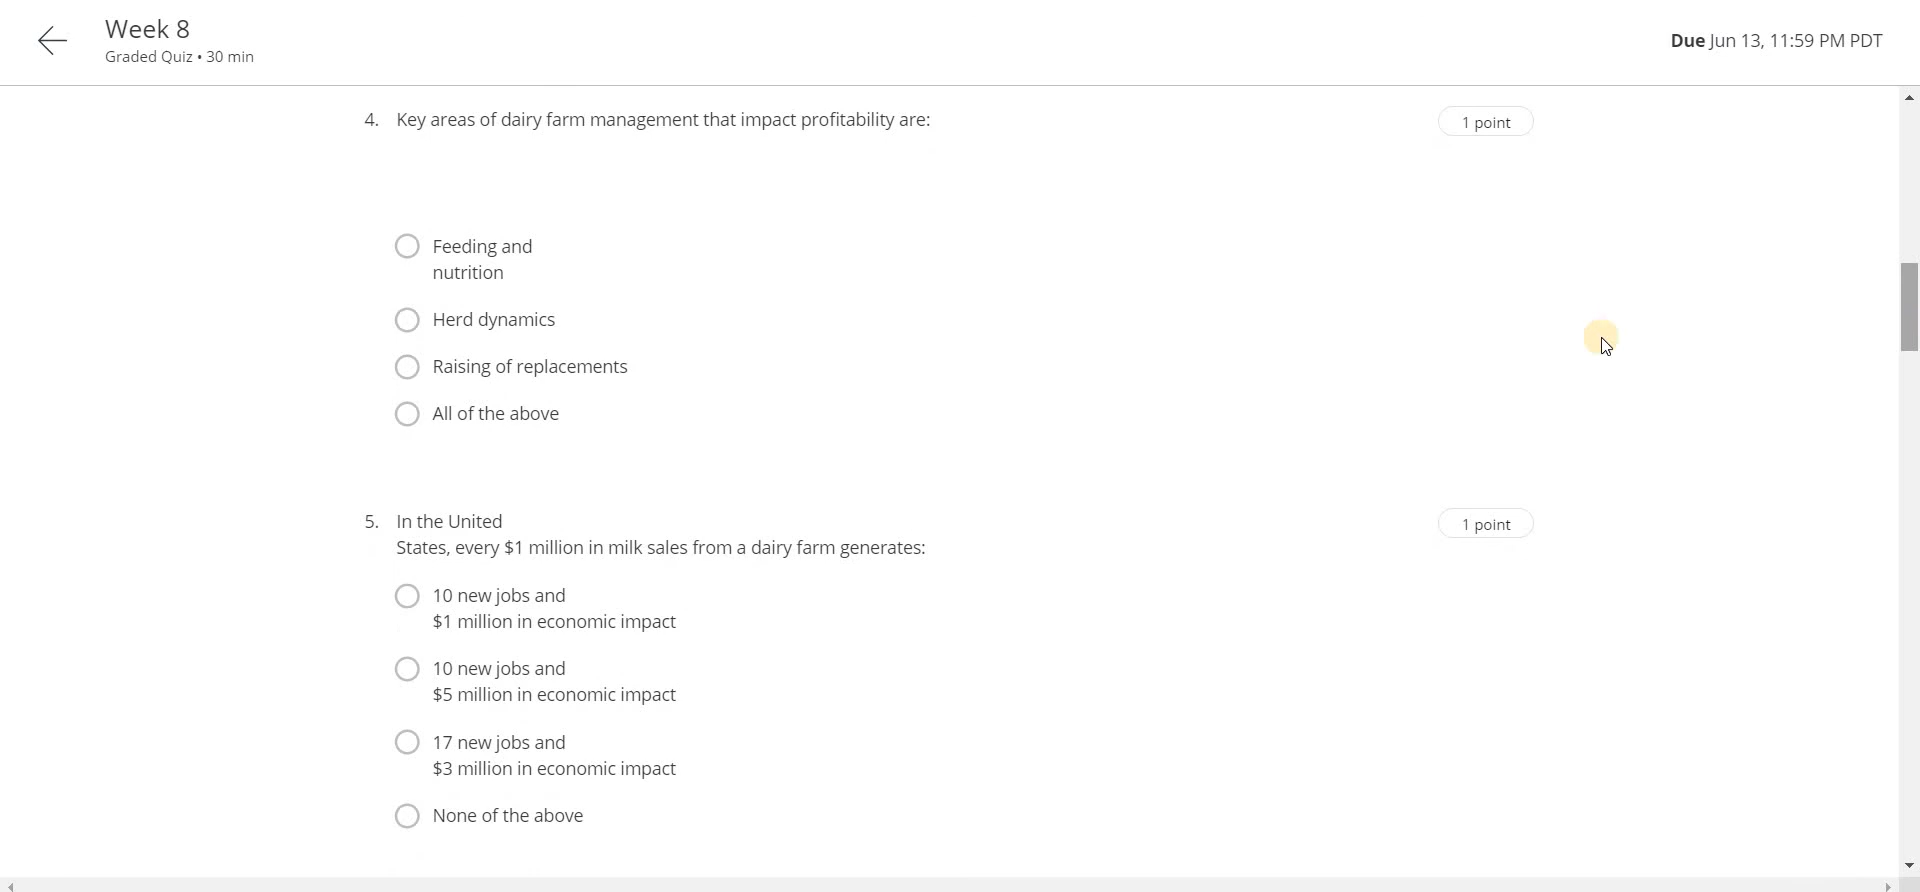 Week 8
Graded Quiz • 30 min
Due Jun 13, 11:59 PM PDT
4. Key areas of dairy farm management that impact profitability are:
1 point
Feeding and
nutrition
Herd dynamics
Raising of replacements
All of the above
5. In the United
States, every $1 million in milk sales from a dairy farm generates:
1 point
10 new jobs and
$1 million in economic impact
10 new jobs and
$5 million in economic impact
17 new jobs and
$3 million in economic impact
None of the above